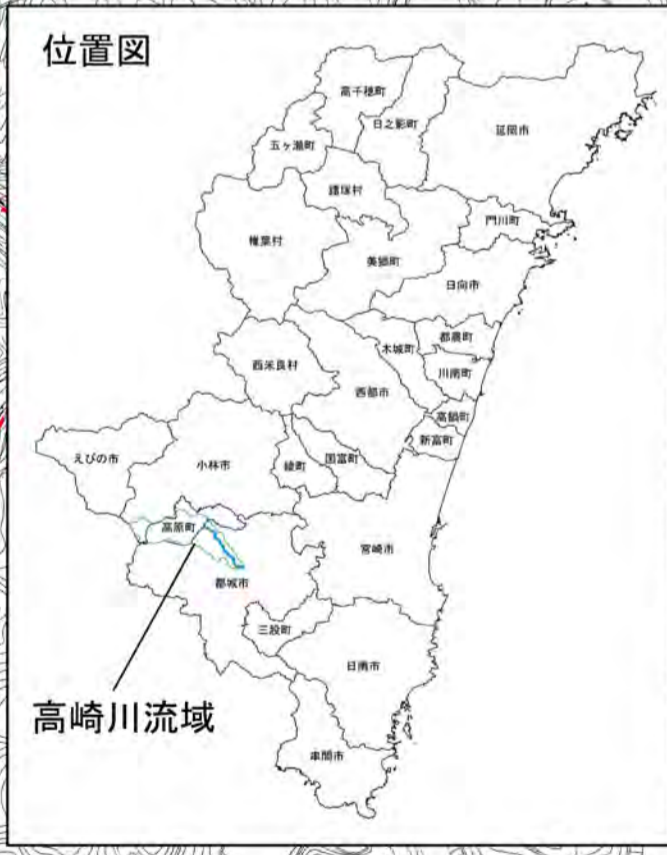 位置図
高千穂町
日之影町
延岡市
五ヶ瀬町
諸塚村
椎葉村
門川町
美郷町
日向市
都農町
木城町
西米良村
川南町
西都市
高鍋町
新富町
えびの市
小林市
綾町
国富町
高原町
宮崎市
都城市
三股町
日南市
高崎川流域
串間市